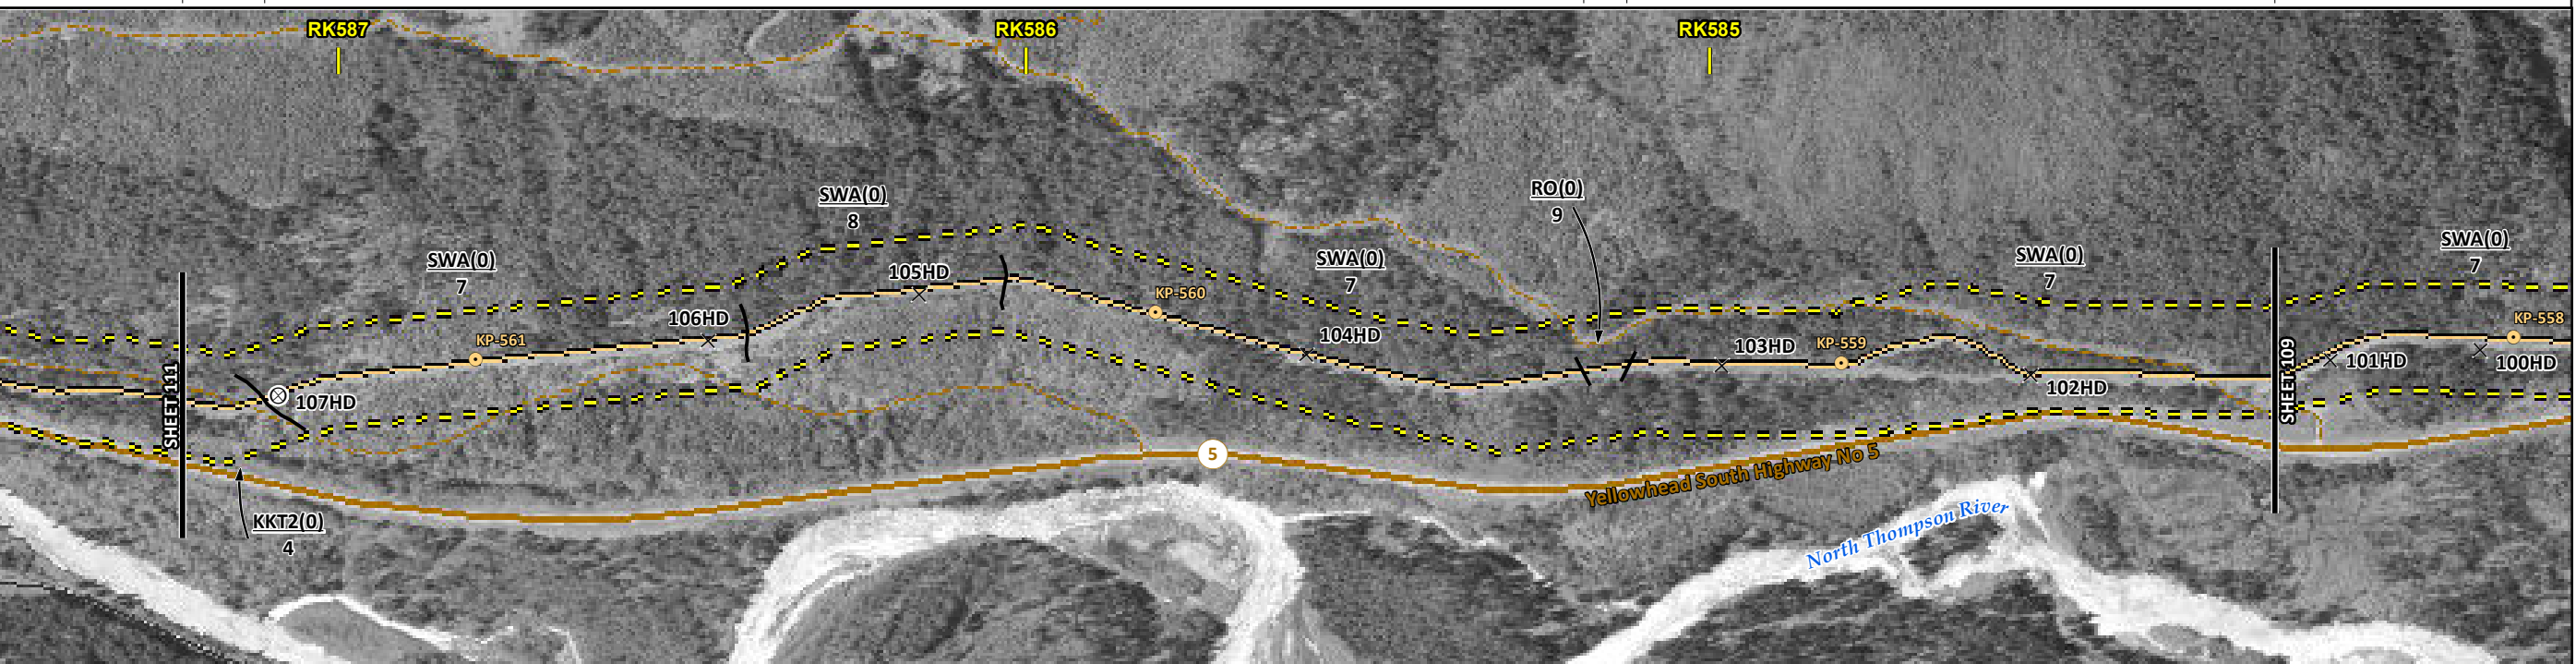 RK587
RK586
RK585
SWA(0)
7
SWA(0)
8
SWA(0)
7
RO(0)
9
SWA(0)
7
SWA(0)
7
105HD
106HD
107HD
104HD
103HD
102HD
101HD
100HD
KP-561
KP-560
KP-559
KP-558
SHEET 111
SHEET 109
KKT2(0)
4
5
Yellowhead South Highway No 5
North Thompson River